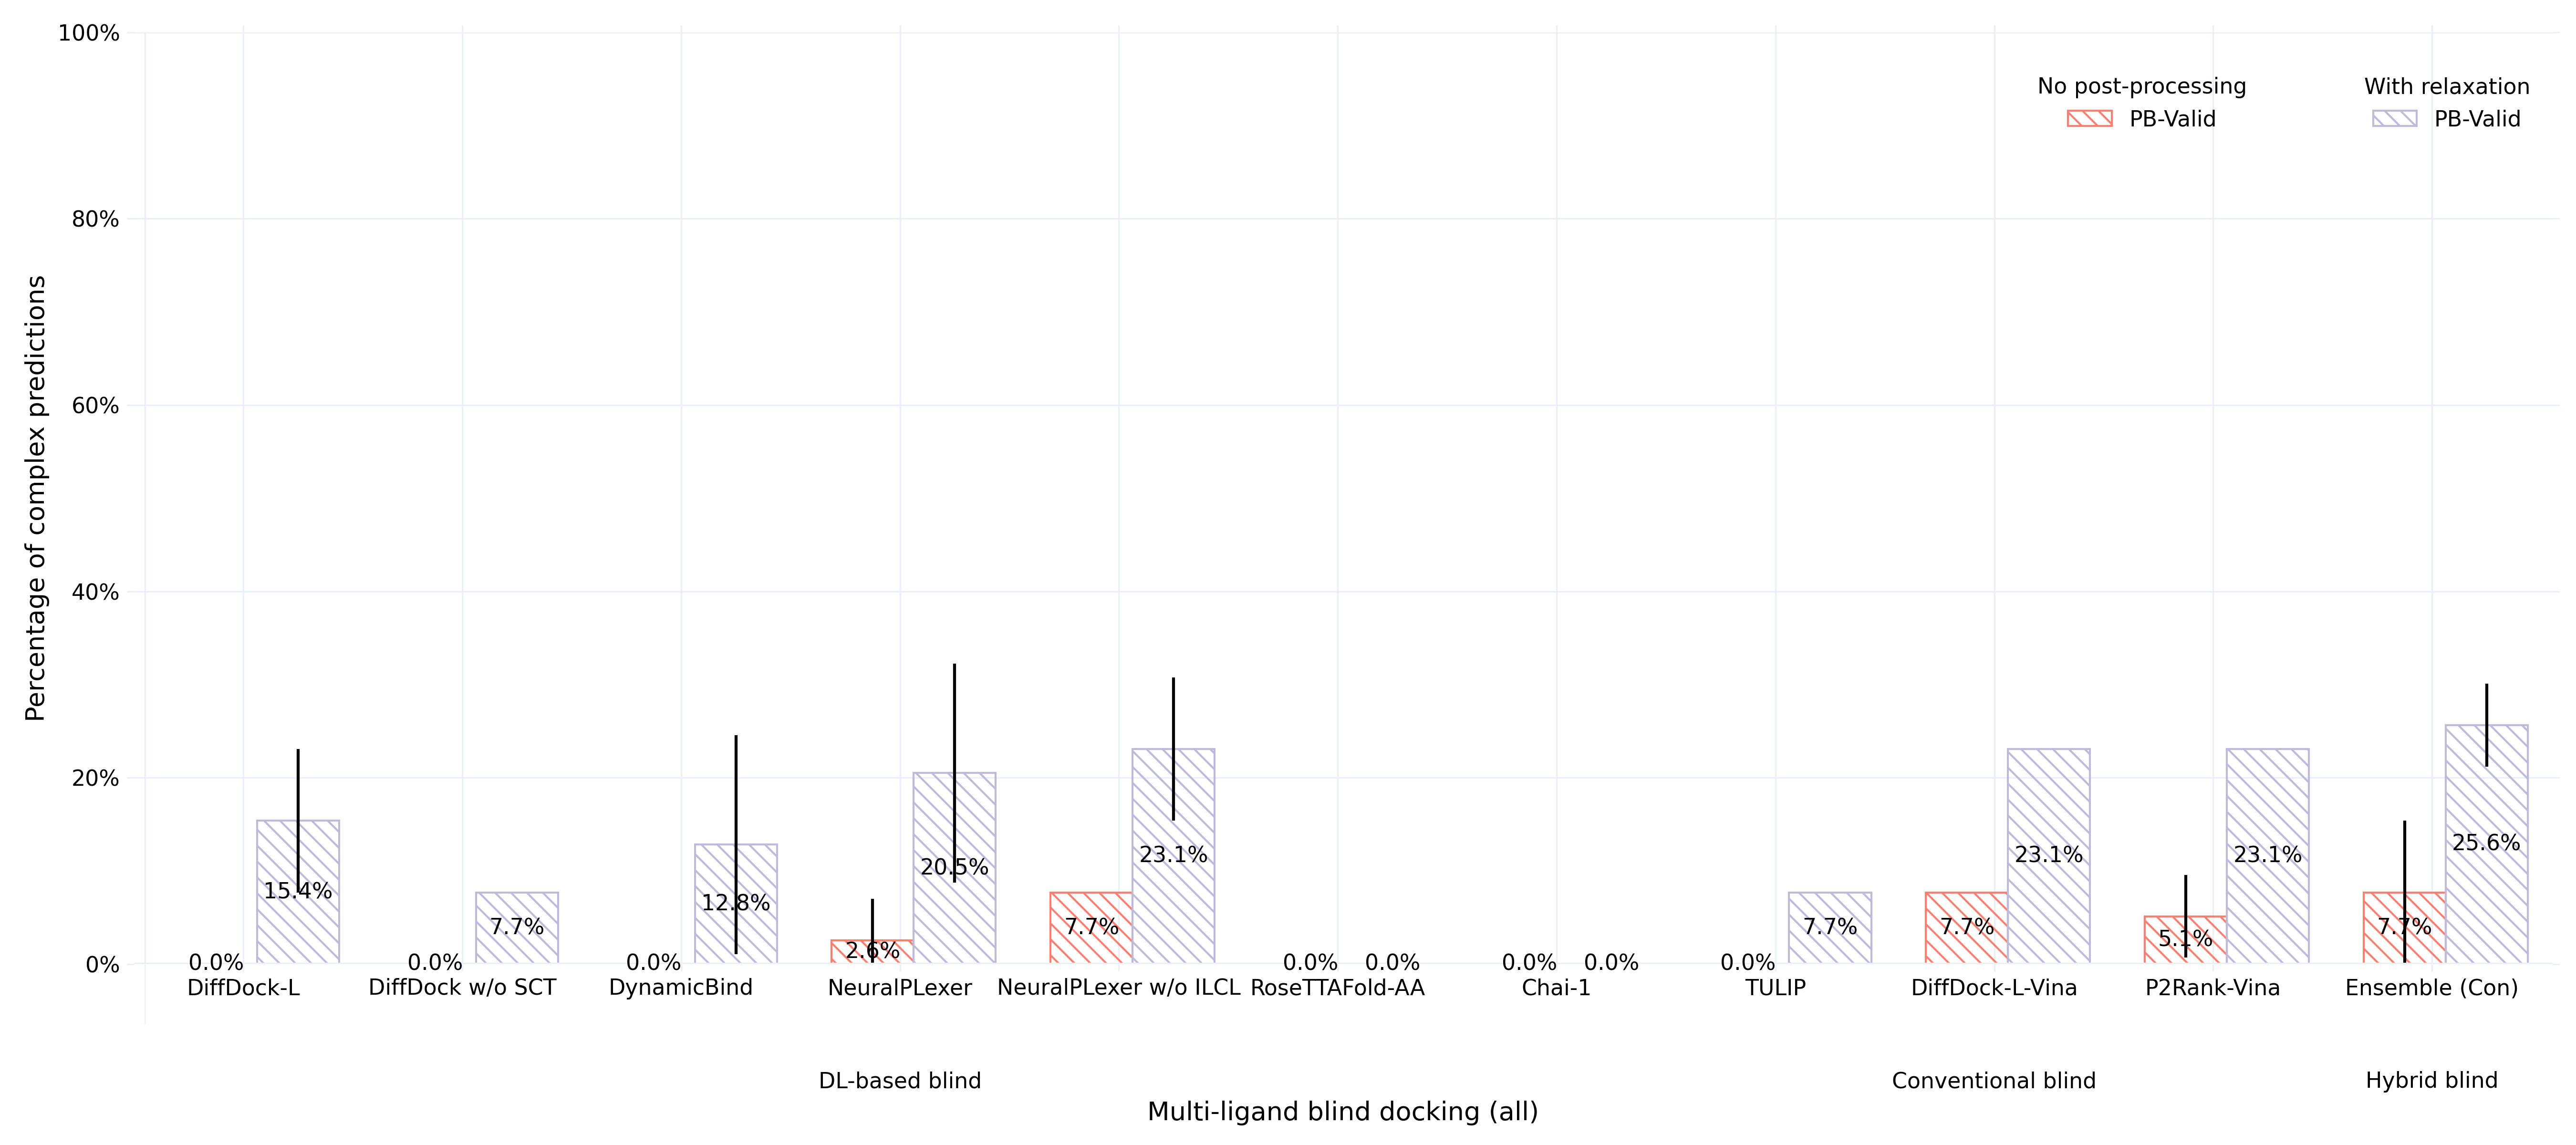 Percentage of complex predictions
100%
80%
60%
40%
20%
0%
No post-processing
PB-Valid
With relaxation
PB-Valid
0.0%
15.4%
0.0%
7.7%
0.0%
12.8%
2.6%
20.5%
7.7%
23.1%
0.0%
0.0%
0.0%
0.0%
0.0%
7.7%
7.7%
23.1%
5.1%
23.1%
7.7%
25.6%
DiffDock-L
DiffDock w/o SCT
DynamicBind
NeuralPLexer
NeuralPLexer w/o ILCL
RoseTTAFold-AA
Chai-1
TULIP
DiffDock-L-Vina
P2Rank-Vina
Ensemble (Con)
DL-based blind
Conventional blind
Hybrid blind
Multi-ligand blind docking (all)